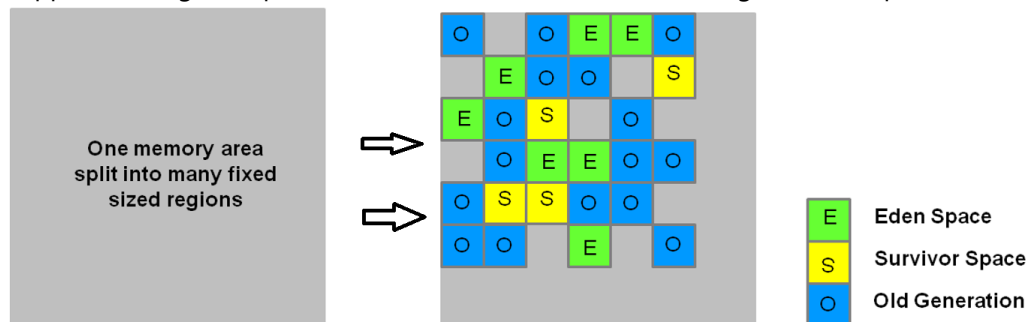 One memory area
split into many fixed
sized regions
O O E E O
E O O S
E O S O
O E E O O
O S S O O
O O E O
E Eden Space
S Survivor Space
O Old Generation